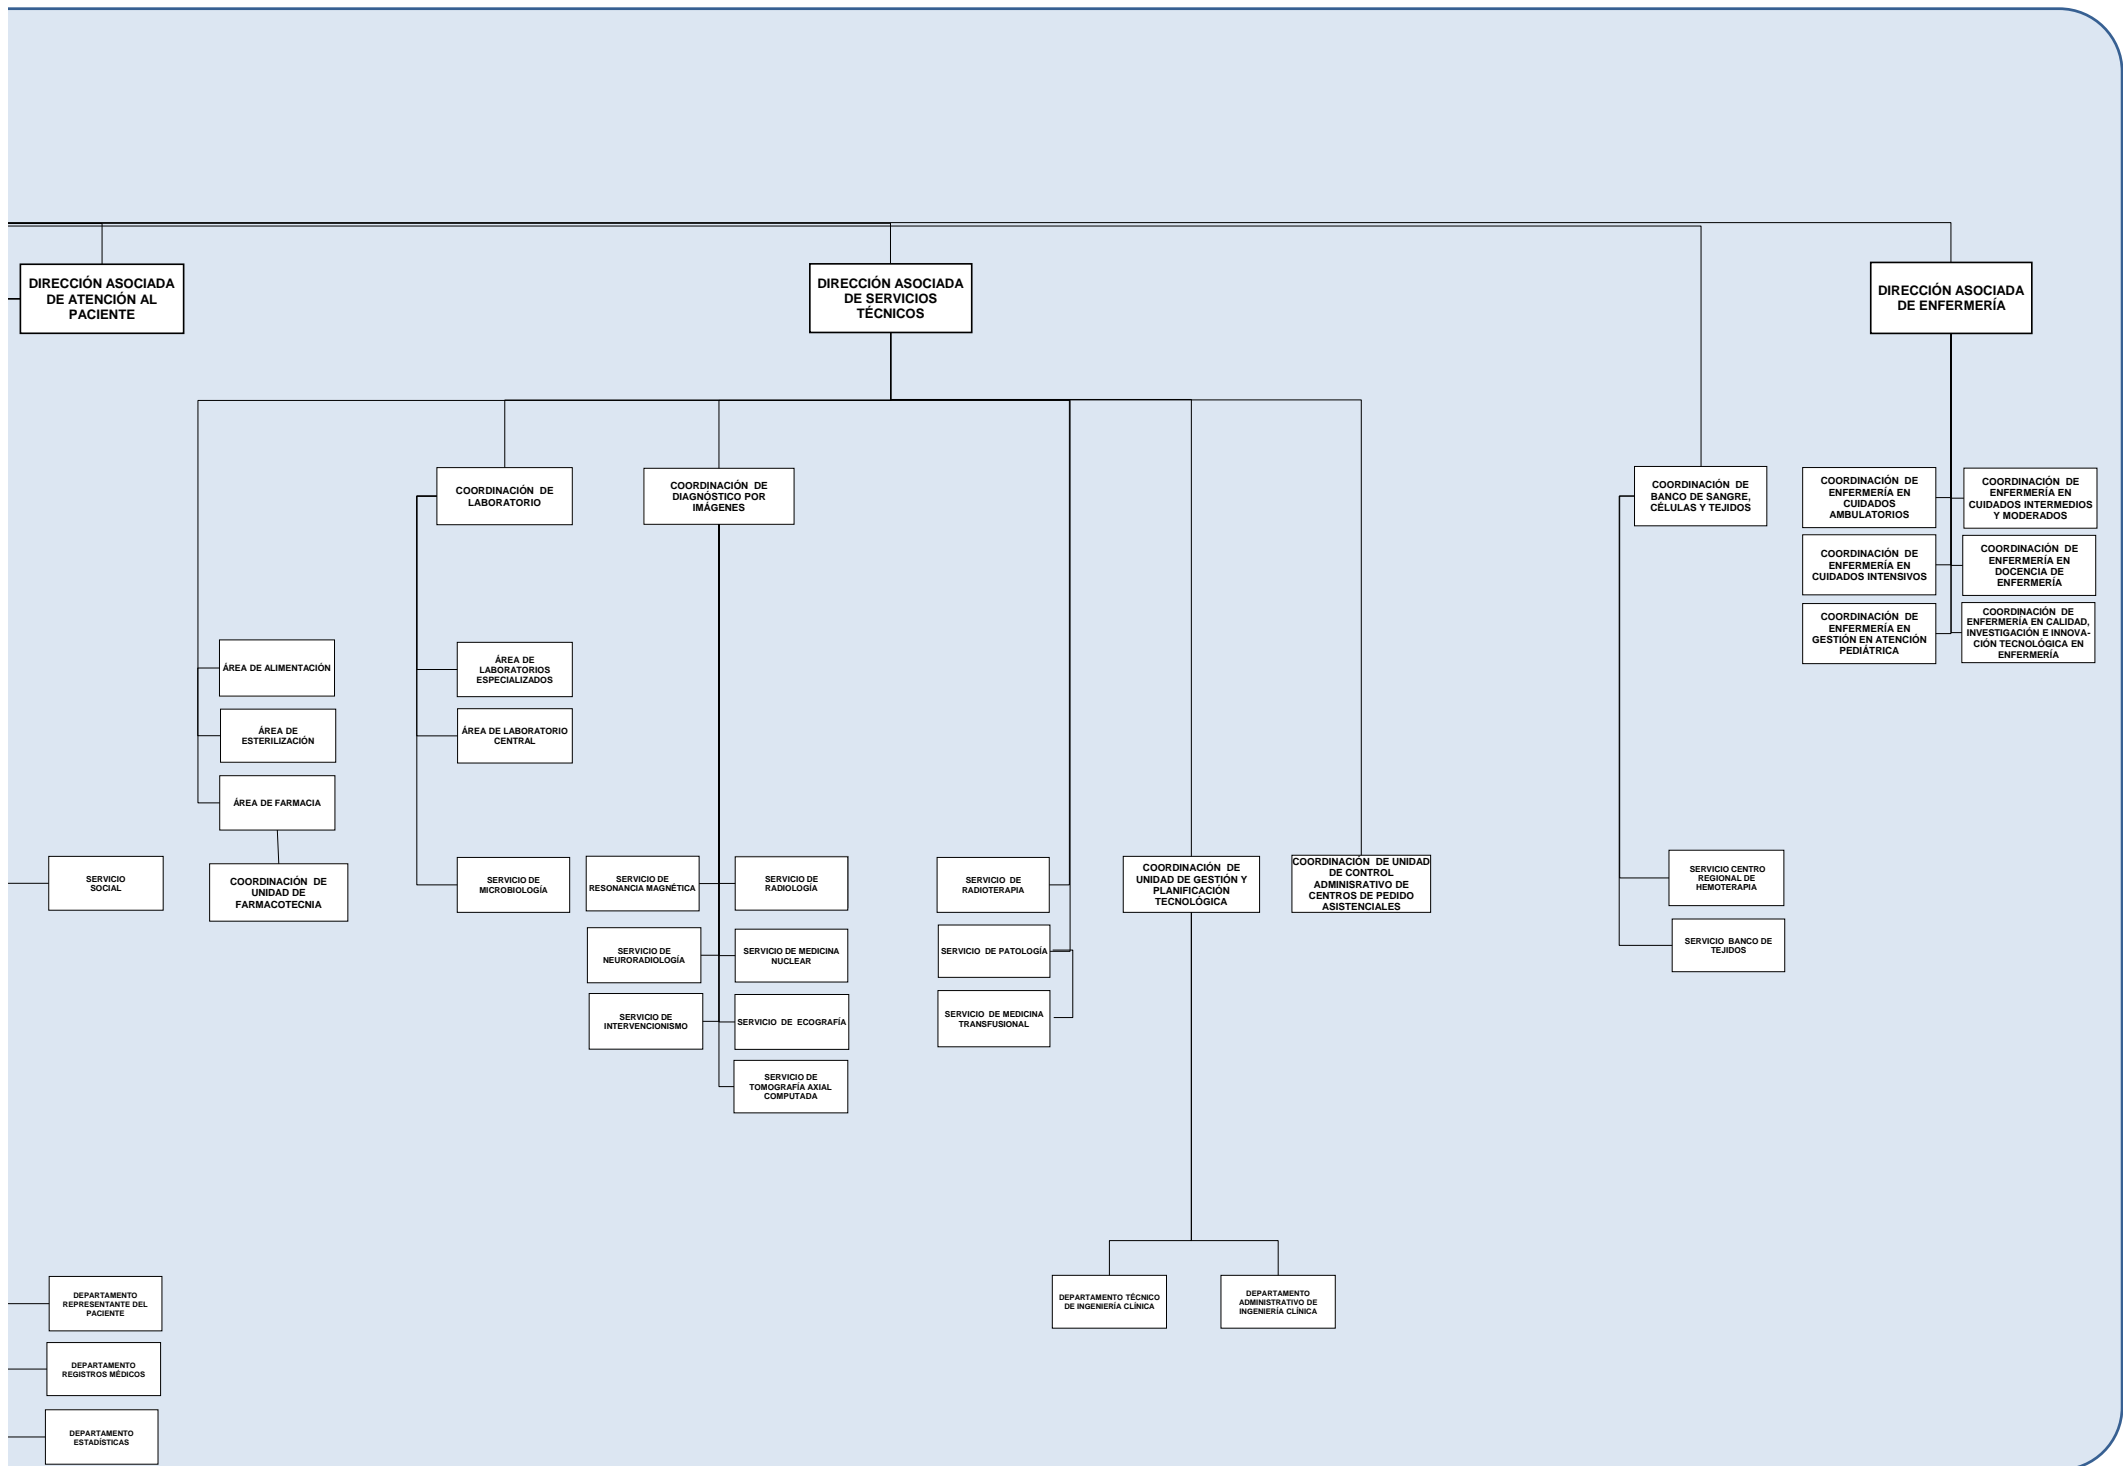 DIRECCIÓN ASOCIADA
DE ATENCIÓN AL
PACIENTE
DIRECCIÓN ASOCIADA
DE SERVICIOS
TÉCNICOS
DIRECCIÓN ASOCIADA
DE ENFERMERÍA
COORDINACIÓN DE
LABORATORIO
COORDINACIÓN DE
DIAGNÓSTICO POR
IMÁGENES
COORDINACIÓN DE
BANCO DE SANGRE,
CÉLULAS Y TEJIDOS
COORDINACIÓN DE
ENFERMERÍA EN
CUIDADOS
AMBULATORIOS
COORDINACIÓN DE
ENFERMERÍA EN
CUIDADOS INTERMEDIOS
Y MODERADOS
COORDINACIÓN DE
ENFERMERÍA EN
CUIDADOS INTENSIVOS
COORDINACIÓN DE
ENFERMERÍA EN
DOCENCIA DE
ENFERMERÍA
COORDINACIÓN DE
ENFERMERÍA EN
GESTIÓN EN ATENCIÓN
PEDIÁTRICA
COORDINACIÓN DE
ENFERMERÍA EN CALIDAD,
INVESTIGACIÓN E INNOVA-
CIÓN TECNOLÓGICA EN
ENFERMERÍA
ÁREA DE ALIMENTACIÓN
ÁREA DE
LABORATORIOS
ESPECIALIZADOS
ÁREA DE
ESTERILIZACIÓN
ÁREA DE LABORATORIO
CENTRAL
ÁREA DE FARMACIA
SERVICIO
SOCIAL
COORDINACIÓN DE
UNIDAD DE
FARMACOTECNIA
SERVICIO DE
MICROBIOLOGÍA
SERVICIO DE
RESONANCIA MAGNÉTICA
SERVICIO DE
RADIOLOGÍA
SERVICIO DE
RADIOTERAPIA
COORDINACIÓN DE
UNIDAD DE GESTIÓN Y
PLANIFICACIÓN
TECNOLÓGICA
COORDINACIÓN DE UNIDAD
DE CONTROL
ADMINISRATIVO DE
CENTROS DE PEDIDO
ASISTENCIALES
SERVICIO CENTRO
REGIONAL DE
HEMOTERAPIA
SERVICIO DE
NEURORADIOLOGÍA
SERVICIO DE MEDICINA
NUCLEAR
SERVICIO DE PATOLOGÍA
SERVICIO BANCO DE
TEJIDOS
SERVICIO DE
INTERVENCIONISMO
SERVICIO DE ECOGRAFÍA
SERVICIO DE MEDICINA
TRANSFUSIONAL
SERVICIO DE
TOMOGRAFÍA AXIAL
COMPUTADA
DEPARTAMENTO
REPRESENTANTE DEL
PACIENTE
DEPARTAMENTO TÉCNICO
DE INGENIERÍA CLÍNICA
DEPARTAMENTO
ADMINISTRATIVO DE
INGENIERÍA CLÍNICA
DEPARTAMENTO
REGISTROS MÉDICOS
DEPARTAMENTO
ESTADÍSTICAS